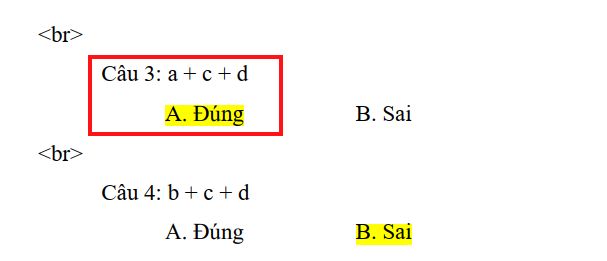 <br>
Câu 3: a + c + d
A. Đúng B. Sai
<br>
Câu 4: b + c + d
A. Đúng B. Sai